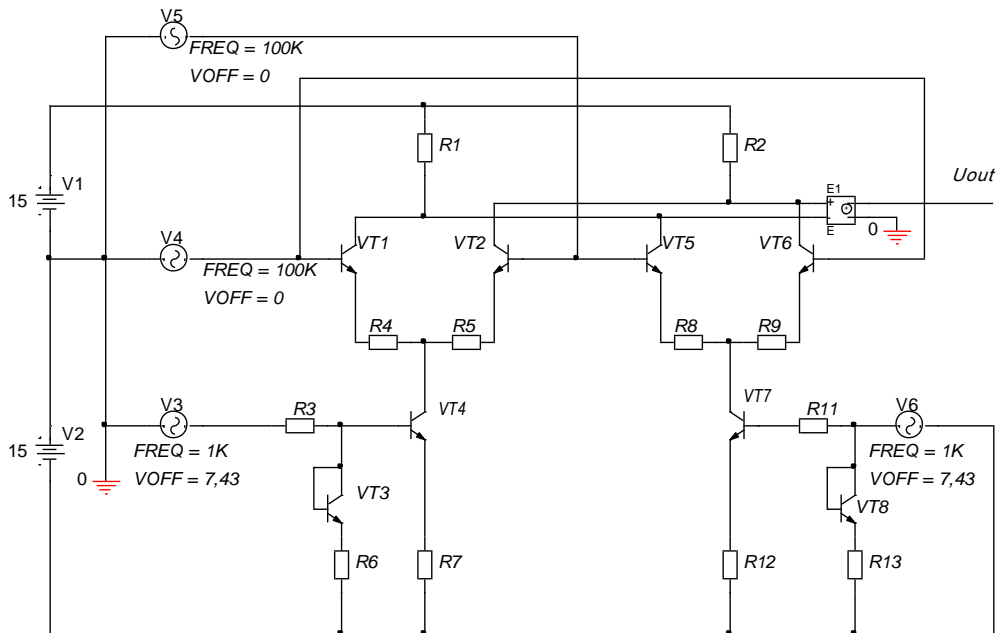 V5
FREQ = 100K
VOFF = 0
R1
R2
Uout
V1
15
E1
+
-
E
0
V4
FREQ = 100K
VOFF = 0
VT1
VT2
VT5
VT6
R4
R5
R8
R9
V3
FREQ = 1K
VOFF = 7,43
R3
VT4
VT7
R11
V6
FREQ = 1K
VOFF = 7,43
V2
15
0
VT3
VT8
R6
R7
R12
R13